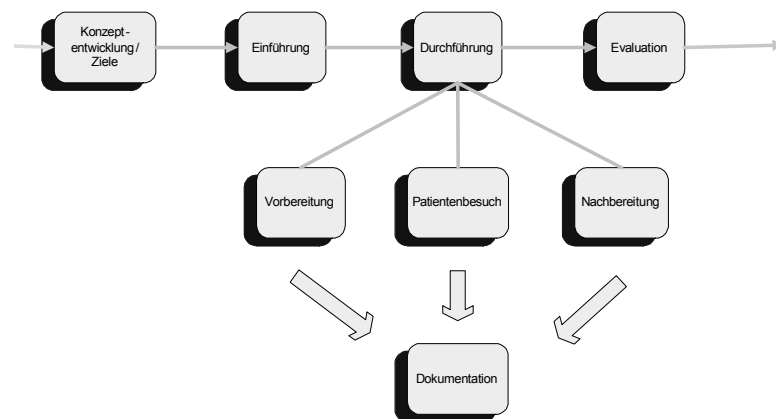 Konzept-
entwicklung/
Ziele
Einführung
Durchführung
Evaluation
Vorbereitung
Patientenbesuch
Nachbereitung
Dokumentation